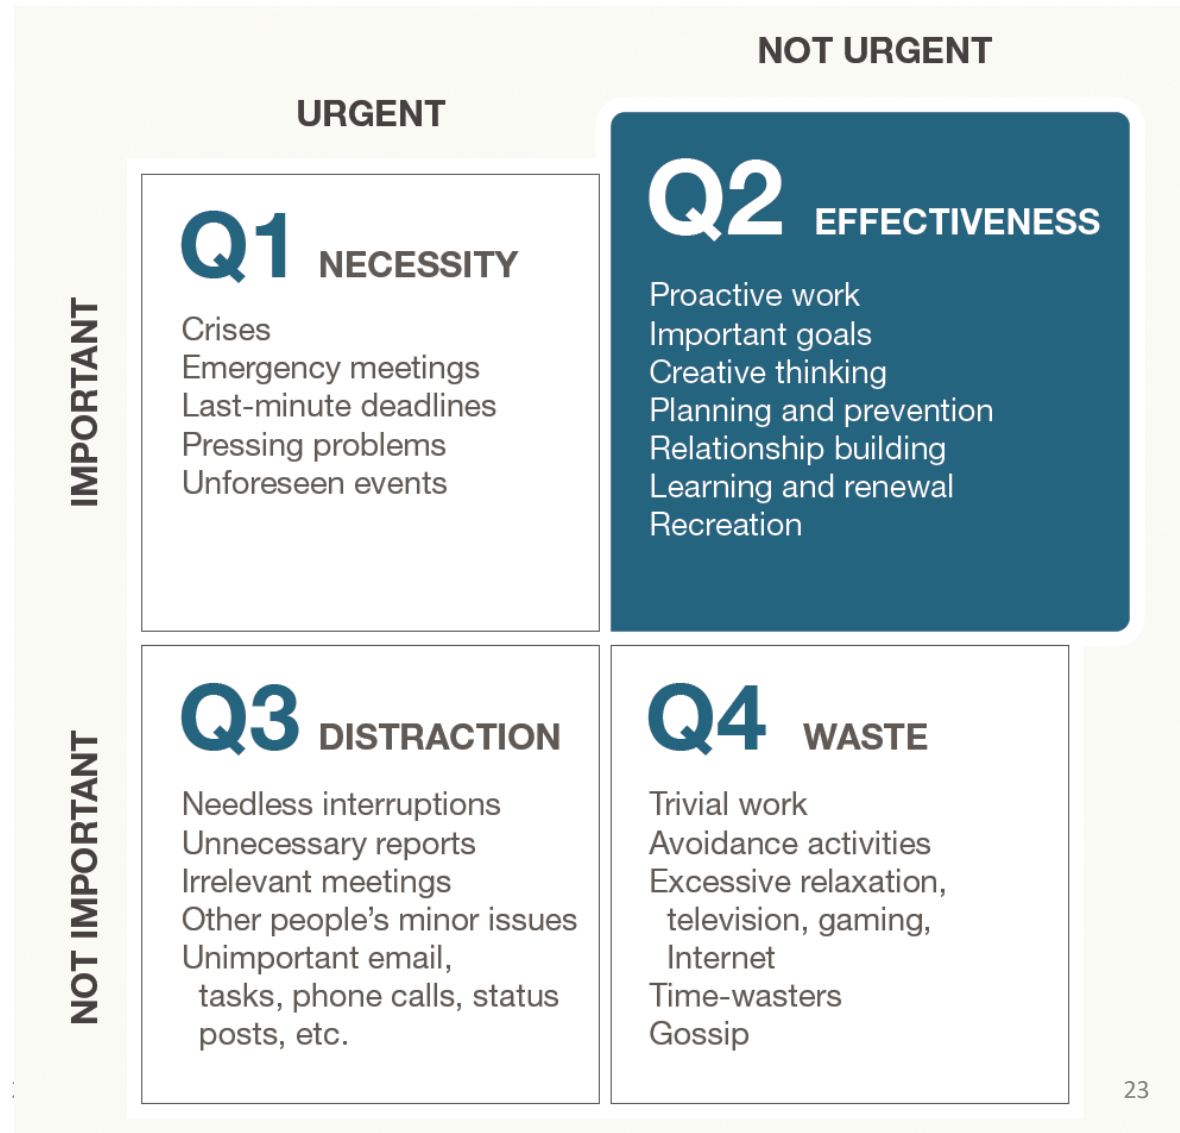 NOT URGENT
URGENT
IMPORTANT
Q1 NECESSITY
Crises
Emergency meetings
Last-minute deadlines
Pressing problems
Unforeseen events
Q2 EFFECTIVENESS
Proactive work
Important goals
Creative thinking
Planning and prevention
Relationship building
Learning and renewal
Recreation
NOT IMPORTANT
Q3 DISTRACTION
Needless interruptions
Unnecessary reports
Irrelevant meetings
Other people’s minor issues
Unimportant email,
tasks, phone calls, status
posts, etc.
Q4 WASTE
Trivial work
Avoidance activities
Excessive relaxation,
television, gaming,
Internet
Time-wasters
Gossip
23